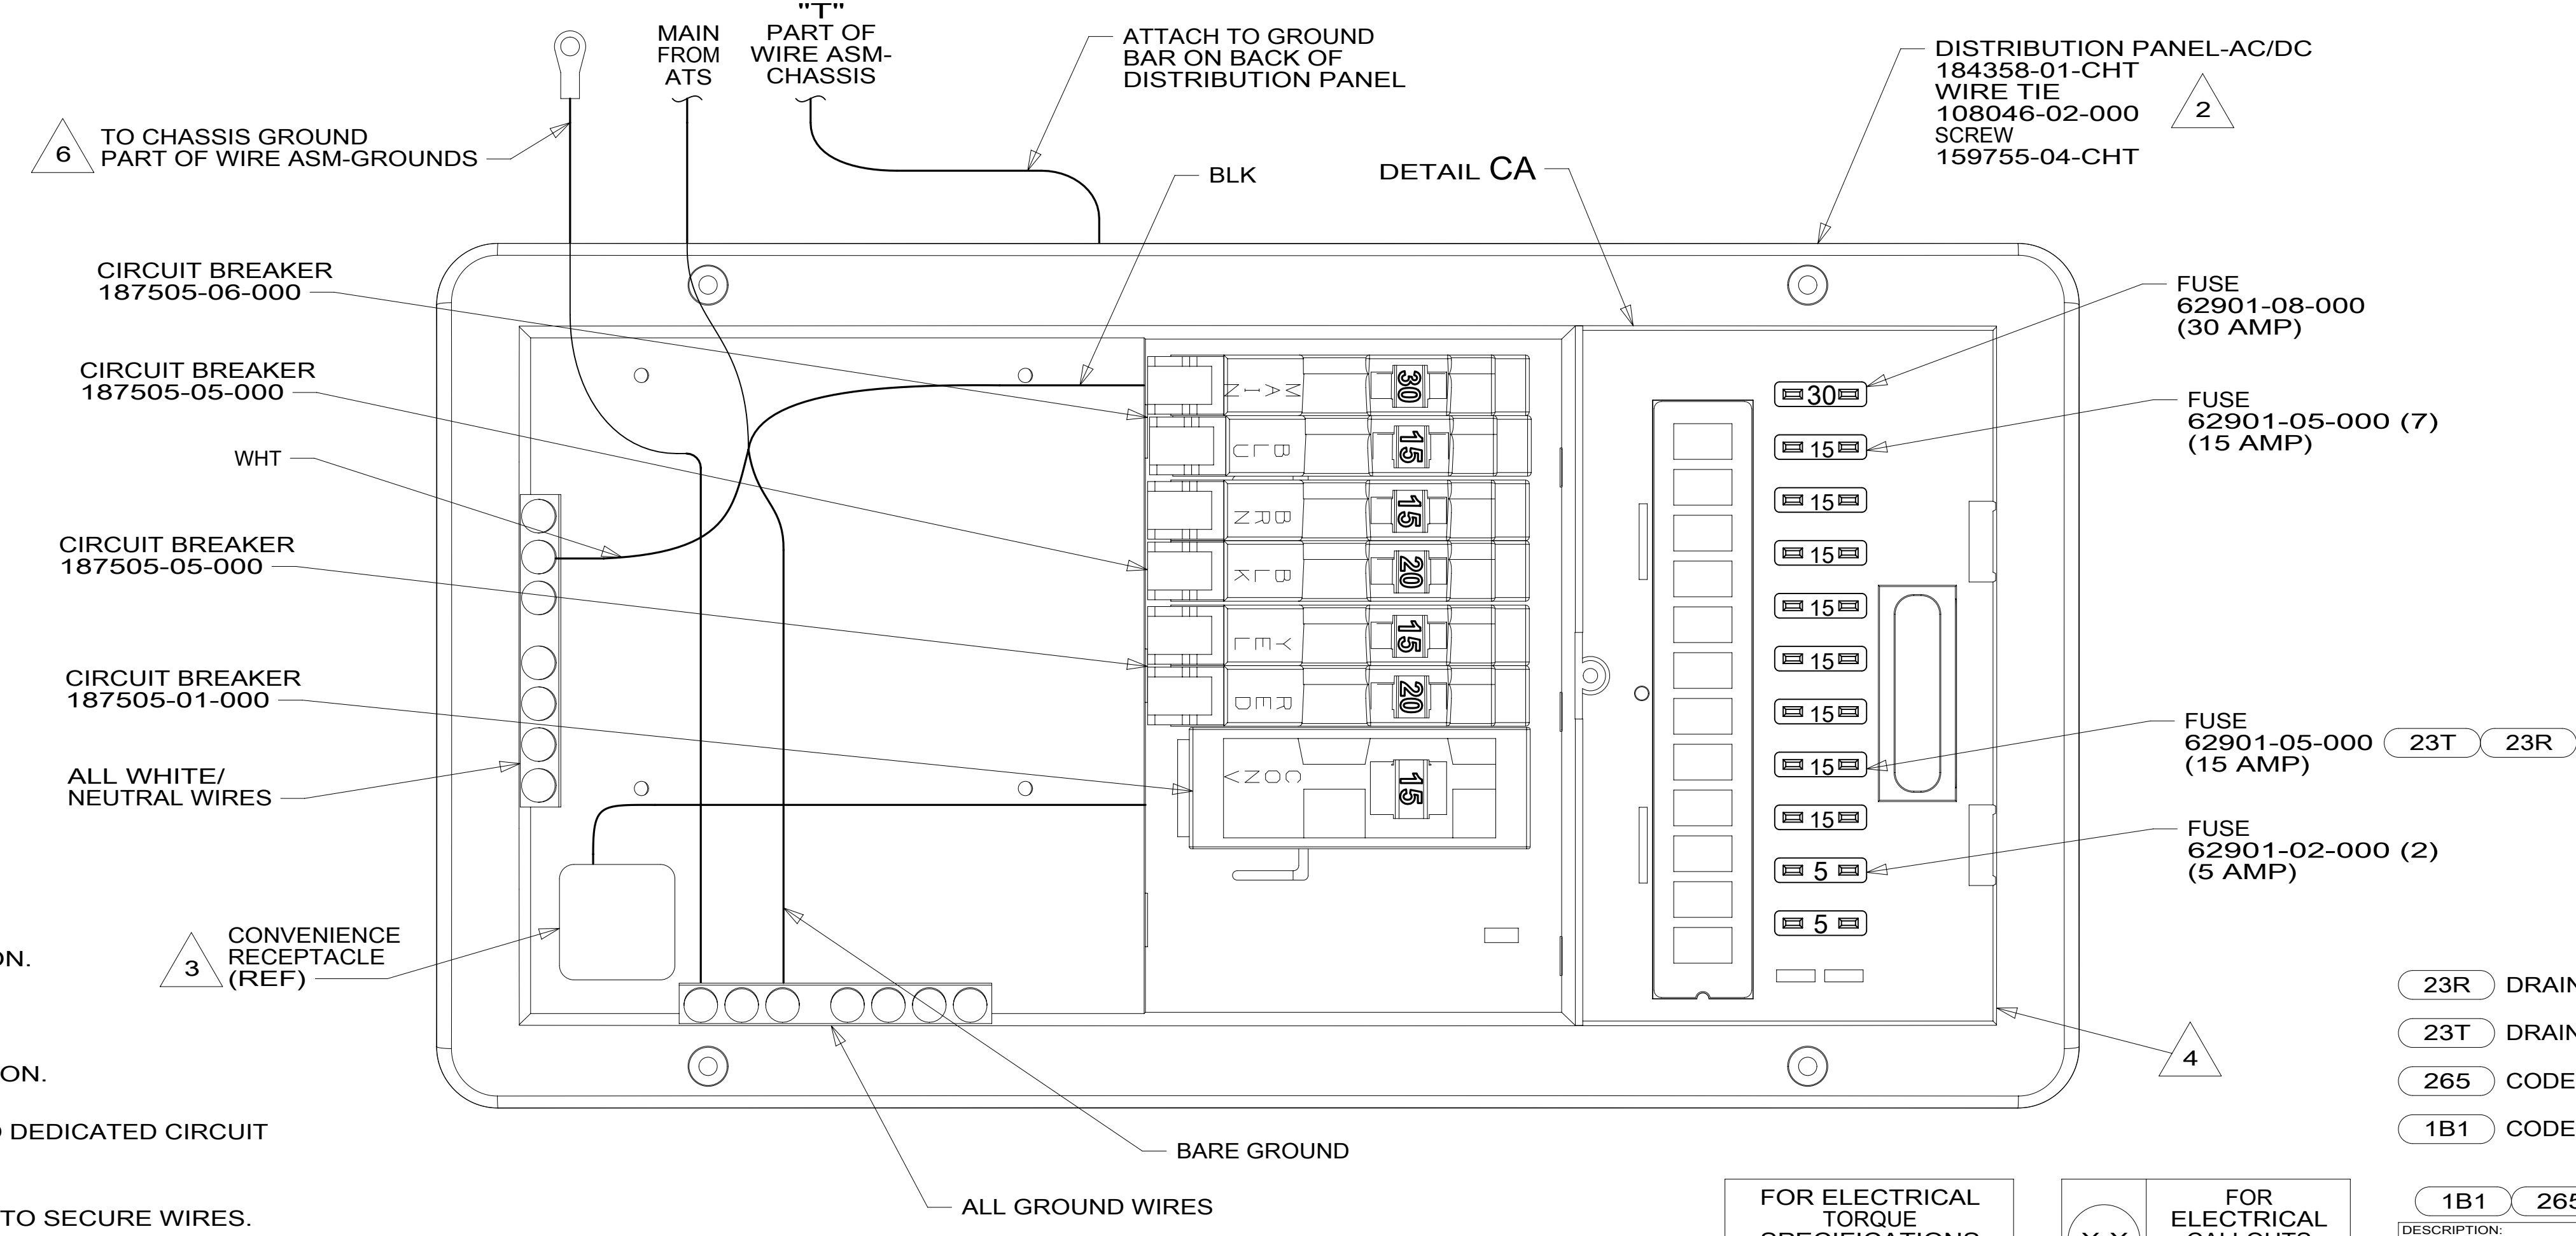 "T"
PART OF
WIRE ASM-
CHASSIS
MAIN
FROM
ATS
ATTACH TO GROUND
BAR ON BACK OF
DISTRIBUTION PANEL
DISTRIBUTION PANEL-AC/DC
184358-01-CHT
WIRE TIE
108046-02-000
SCREW
159755-04-CHT
2
6
TO CHASSIS GROUND
PART OF WIRE ASM-GROUNDS
BLK
DETAIL CA
CIRCUIT BREAKER
187505-06-000
CIRCUIT BREAKER
187505-05-000
WHT
CIRCUIT BREAKER
187505-05-000
CIRCUIT BREAKER
187505-01-000
ALL WHITE/
NEUTRAL WIRES
3
CONVENIENCE
RECEPTACLE
(REF)
MAIN
30
BLU
15
BRN
15
BLK
20
YEL
15
RED
20
CONV
15
30
15
15
15
15
15
15
15
15
5
5
FUSE
62901-08-000
(30 AMP)
FUSE
62901-05-000 (7)
(15 AMP)
FUSE
62901-05-000
(15 AMP)
23T
23R
FUSE
62901-02-000 (2)
(5 AMP)
4
ON.
ON.
DEDICATED CIRCUIT
TO SECURE WIRES.
BARE GROUND
ALL GROUND WIRES
23R DRAIN
23T DRAIN
265 CODE
1B1 CODE
1B1 265
DESCRIPTION:
FOR ELECTRICAL
TORQUE
SPECIFICATIONS
FOR
ELECTRICAL
CALLOUTS
X-X